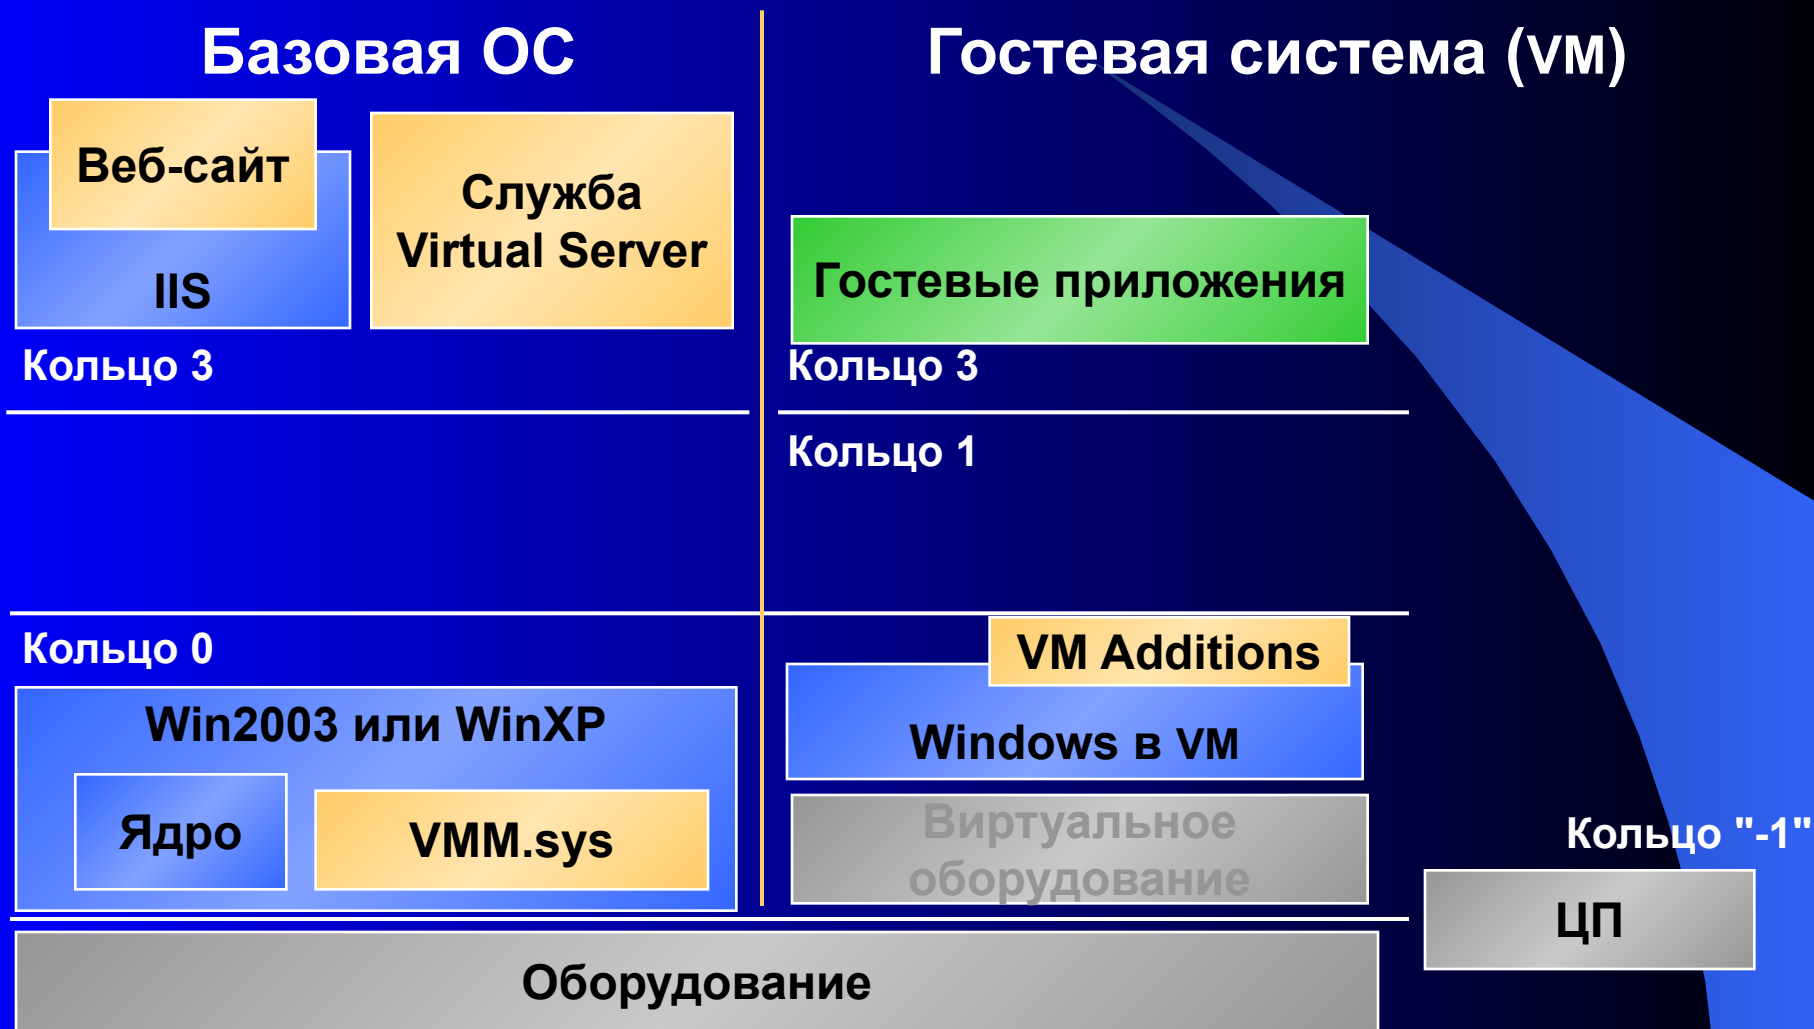 Базовая ОС
Гостевая система (VM)
Веб-сайт
IIS
Служба
Virtual Server
Гостевые приложения
Кольцо 3
Кольцо 3
Кольцо 1
Кольцо 0
VM Additions
Win2003 или WinXP
Windows в VM
Ядро
VMM.sys
Виртуальное
оборудование
Кольцо "-1"
ЦП
Оборудование